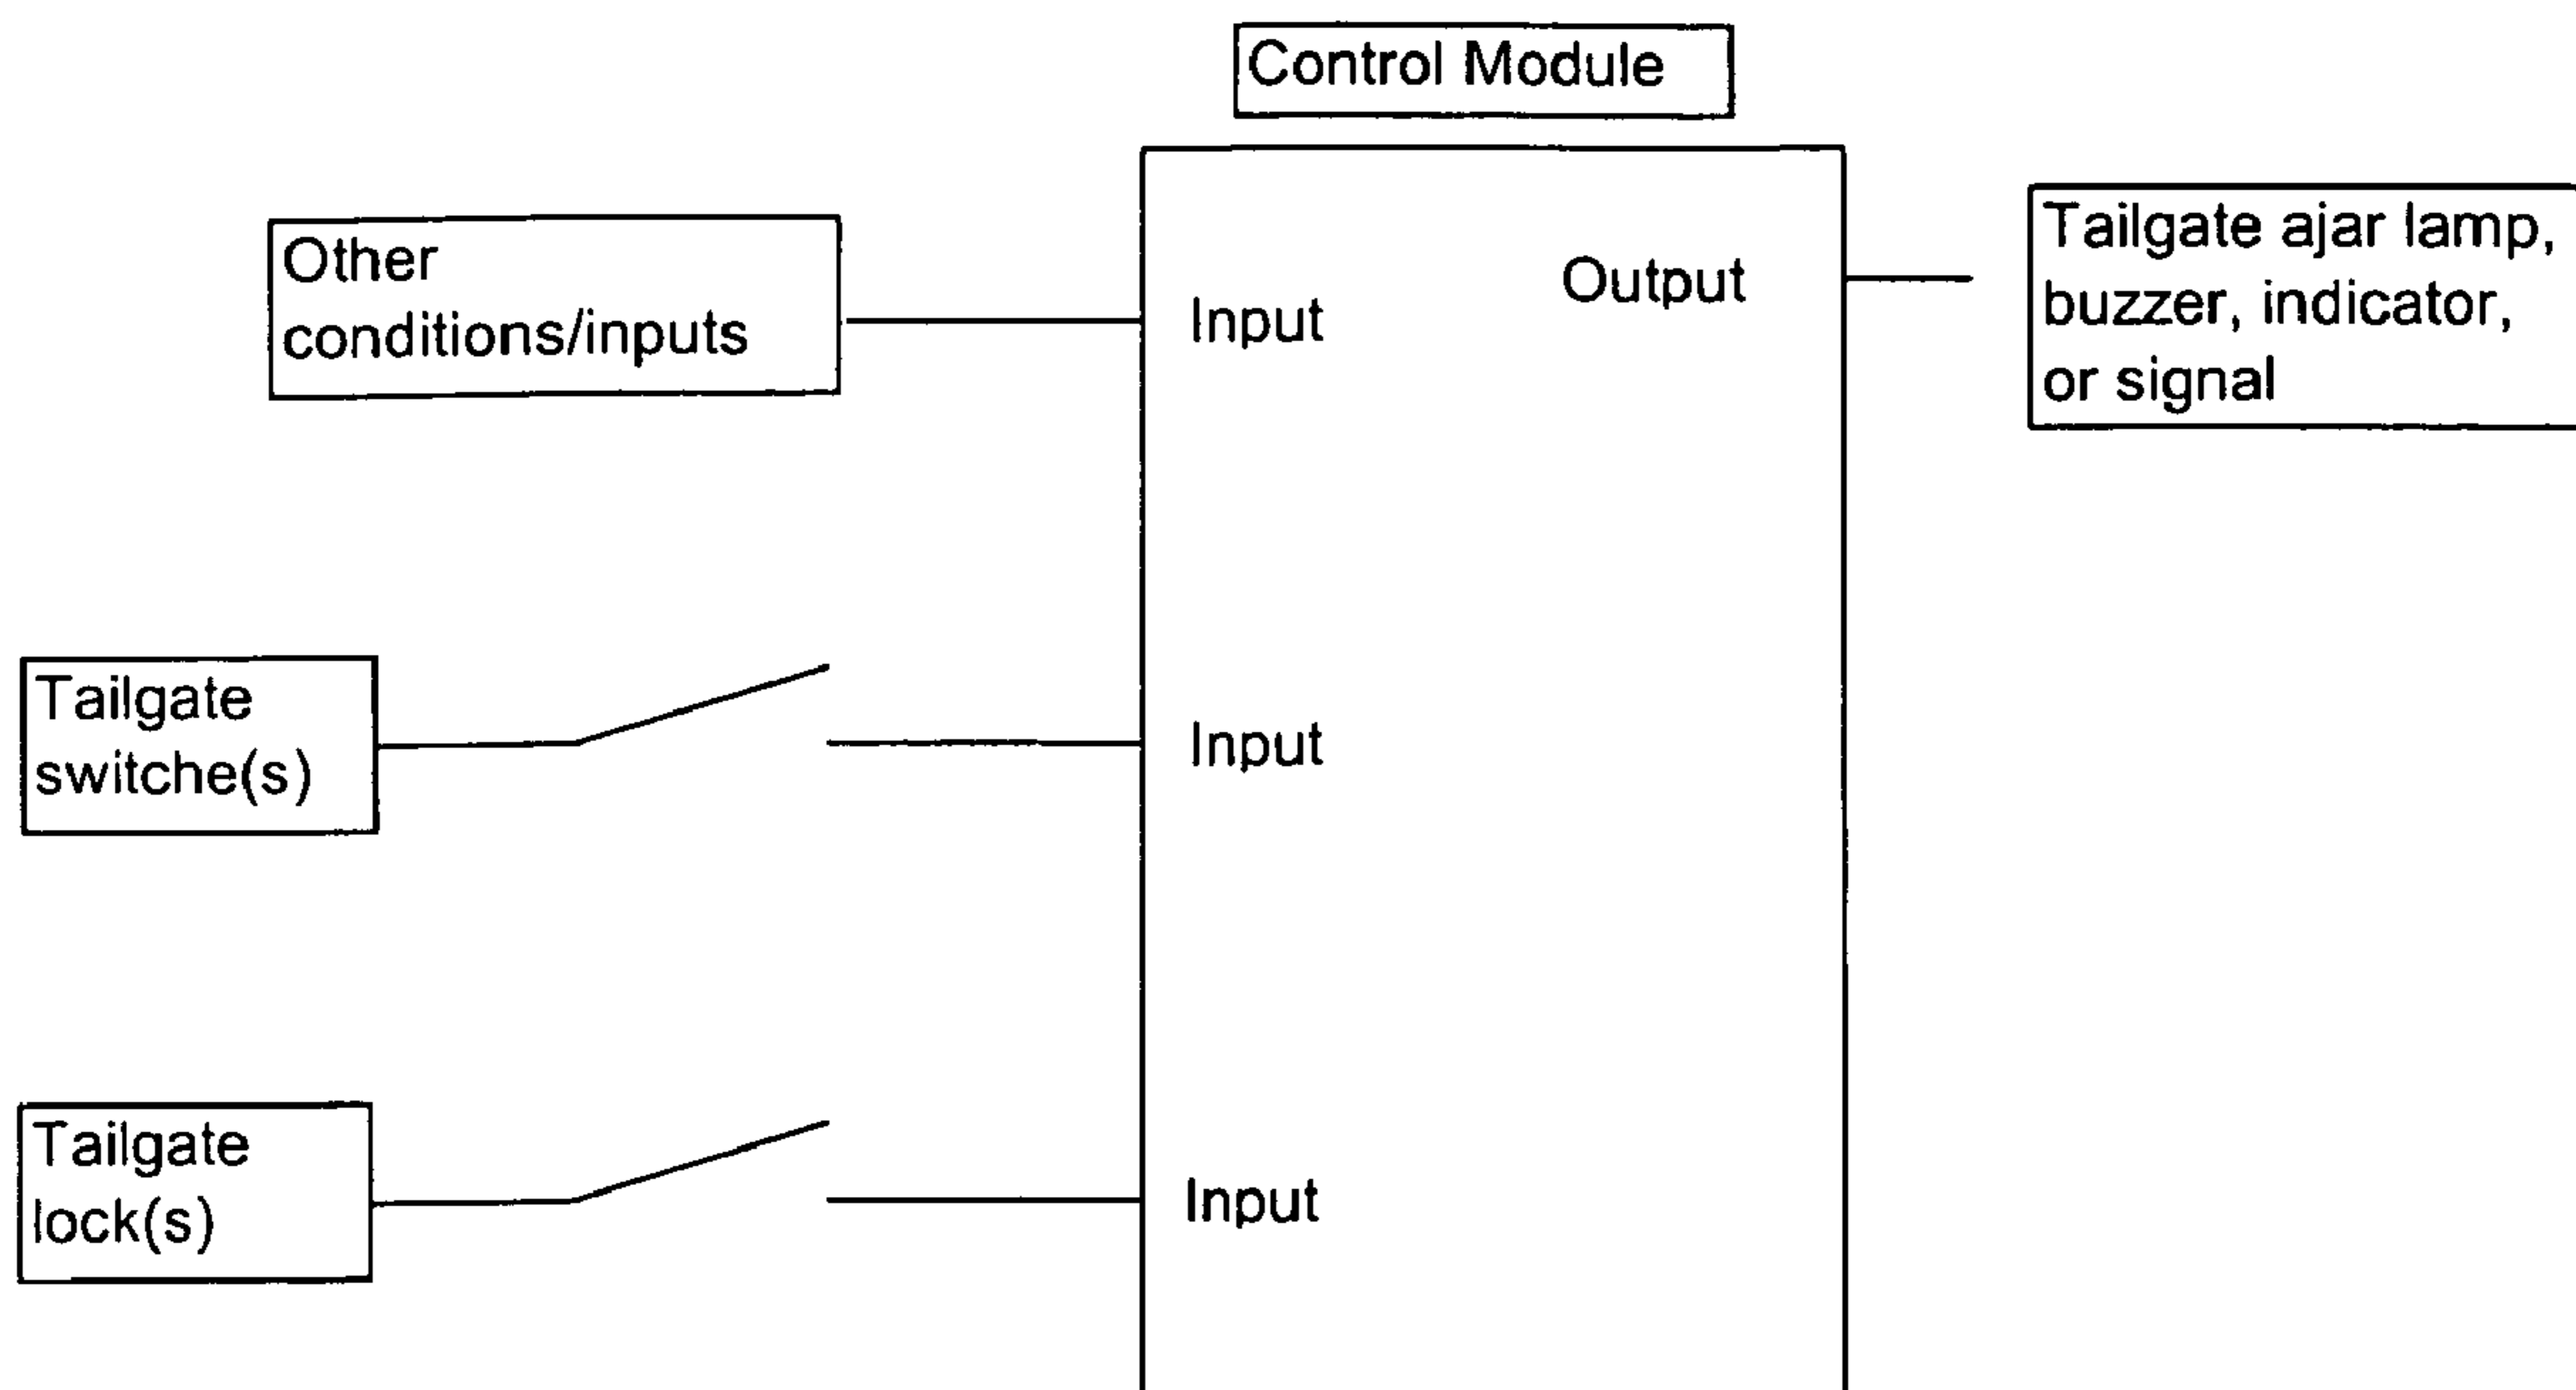 Control Module
Other
conditions/inputs
Input
Output
Tailgate ajar lamp,
buzzer, indicator,
or signal
Tailgate
switche(s)
Input
Tailgate
lock(s)
Input